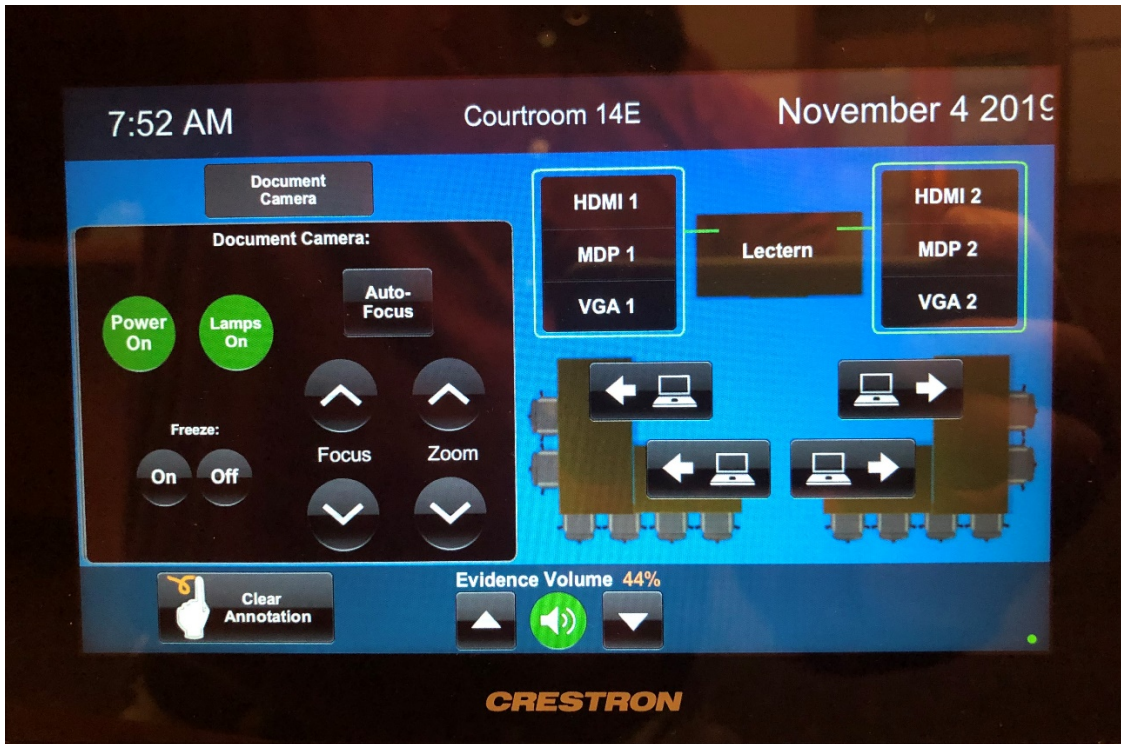 7:52 AM
Courtroom 14E
November 4 2019
Document
Camera
Document Camera:
Power
On
Lamps
On
Auto-
Focus
Freeze:
On
Off
Focus
Zoom
HDMI 1
MDP 1
VGA 1
Lectern
HDMI 2
MDP 2
VGA 2
Clear
Annotation
Evidence Volume 44%
CRESTRON